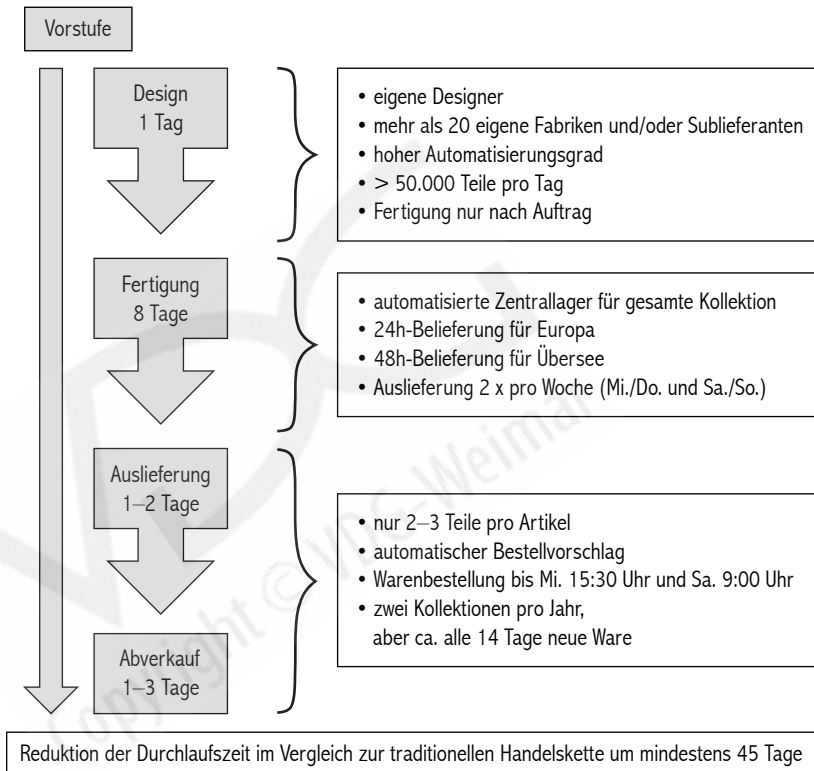 Vorstufe
Design
1 Tag
• eigene Designer
• mehr als 20 eigene Fabriken und/oder Sublieferanten
• hoher Automatisierungsgrad
• > 50.000 Teile pro Tag
• Fertigung nur nach Auftrag
Fertigung
8 Tage
• automatisierte Zentrallager für gesamte Kollektion
• 24h-Belieferung für Europa
• 48h-Belieferung für Übersee
• Auslieferung 2 x pro Woche (Mi./Do. und Sa./So.)
Auslieferung
1–2 Tage
• nur 2–3 Teile pro Artikel
• automatischer Bestellvorschlag
• Warenbestellung bis Mi. 15:30 Uhr und Sa. 9:00 Uhr
• zwei Kollektionen pro Jahr,
aber ca. alle 14 Tage neue Ware
Abverkauf
1–3 Tage
Reduktion der Durchlaufszeit im Vergleich zur traditionellen Handelskette um mindestens 45 Tage
Copyright © VDG-Weimar
VDG